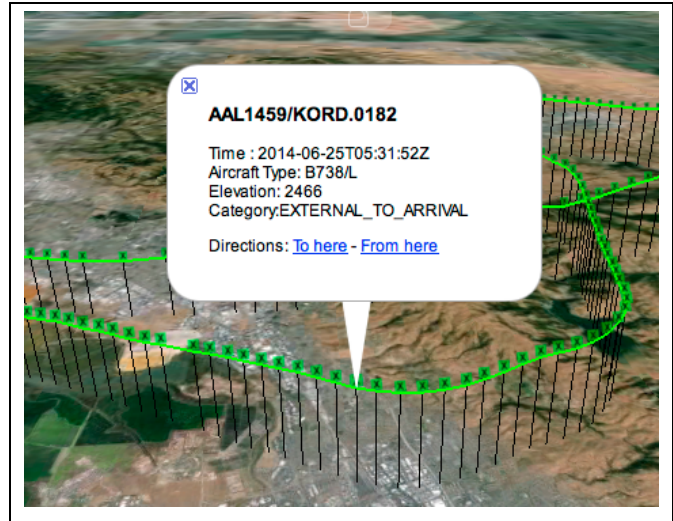 AAL1459/KORD.0182
Time : 2014-06-25T05:31:52Z
Aircraft Type: B738/L
Elevation: 2466
Category:EXTERNAL_TO_ARRIVAL
Directions: To here - From here